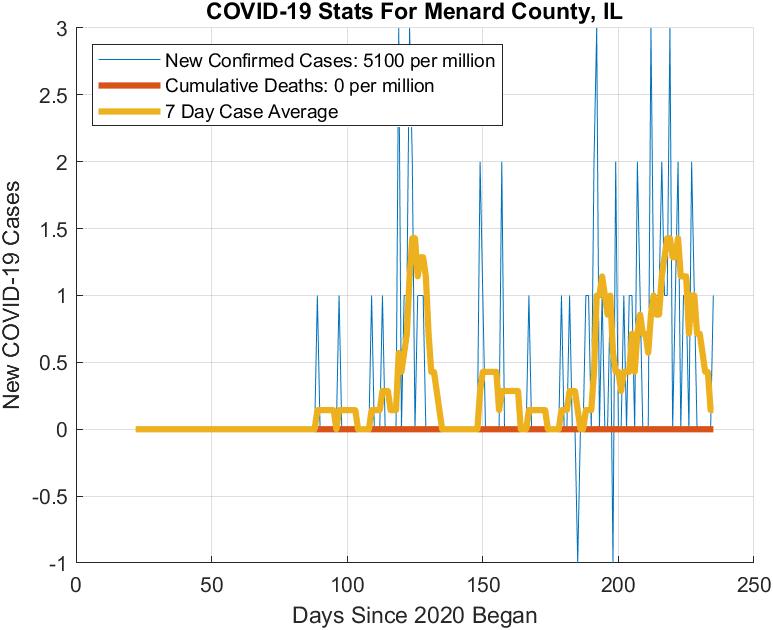 COVID-19 Stats For Menard County, IL
New Confirmed Cases: 5100 per million
Cumulative Deaths: 0 per million
7 Day Case Average
New COVID-19 Cases
3
2.5
2
1.5
1
0.5
0
-0.5
-1
0 50 100 150 200 250
Days Since 2020 Began